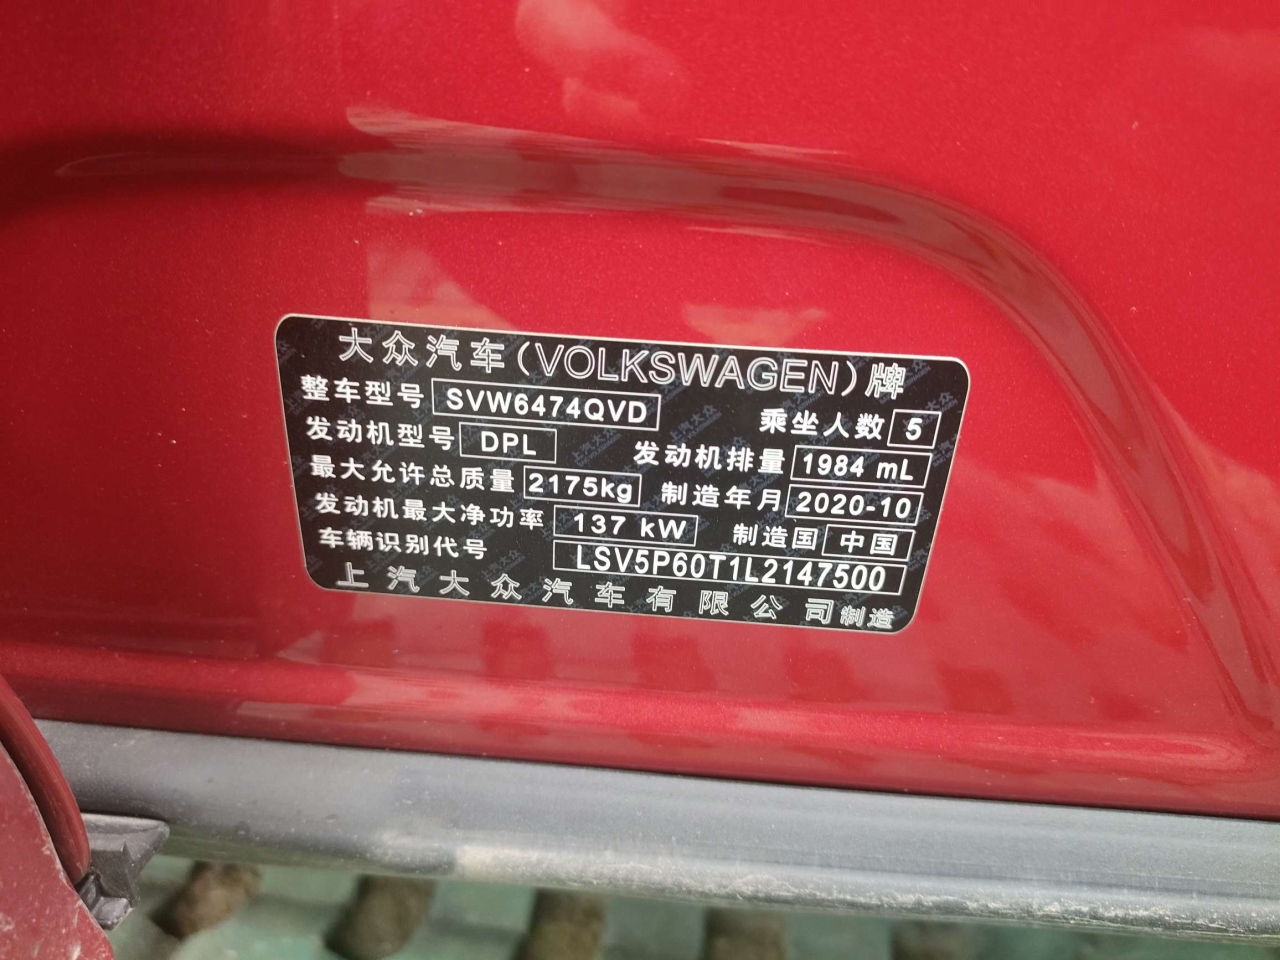 大众汽车(VOLKSWAGEN)牌
整车型号 SVW6474QVD 乘坐人数 5
发动机型号 DPL 发动机排量 1984 mL
最大允许总质量 2175kg 制造年月 2020-10
发动机最大净功率 137 kW 制造国 中国
车辆识别代号 LSV5P60T1L2147500
上汽大众汽车有限公司制造